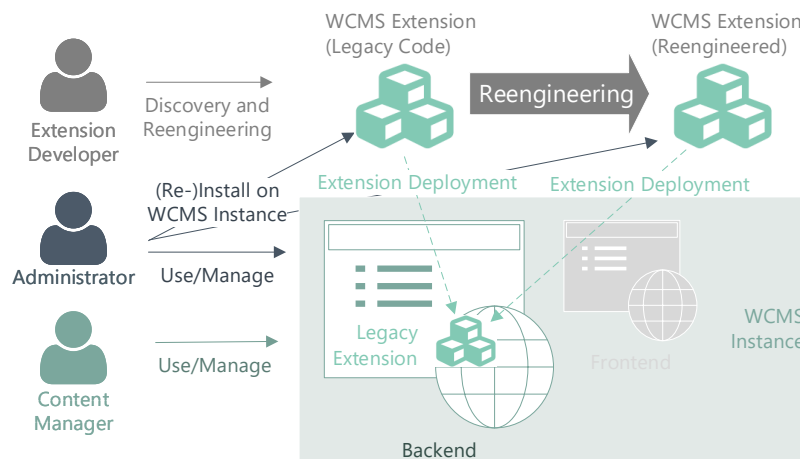 WCMS Extension
(Legacy Code)
WCMS Extension
(Reengineered)
Discovery and
Reengineering
Reengineering
Extension
Developer
(Re-)Install on
WCMS Instance
Extension Deployment
Extension Deployment
Administrator
Use/Manage
Legacy
Extension
Use/Manage
Frontend
WCMS
Instance
Content
Manager
Backend